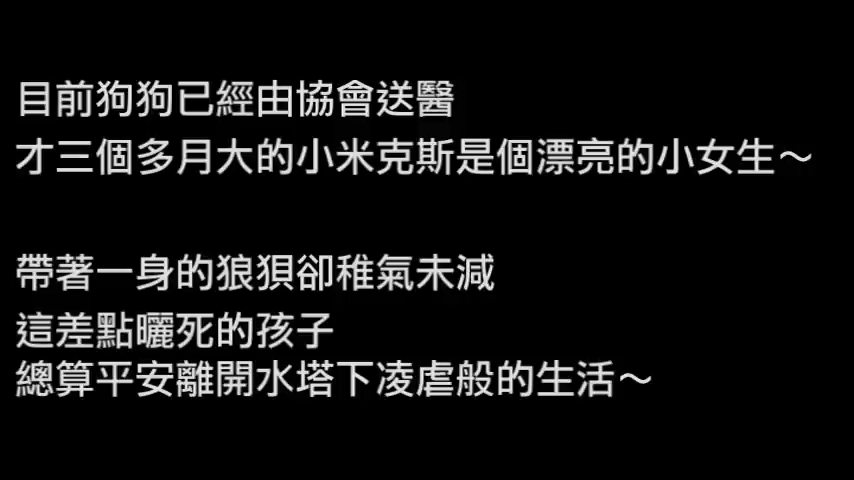 目前狗狗已經由協會送醫
才三個多月大的小米克斯是個漂亮的小女生～
帶著一身的狼狽卻稚氣未減
這差點曬死的孩子
總算平安離開水塔下凌虐般的生活～